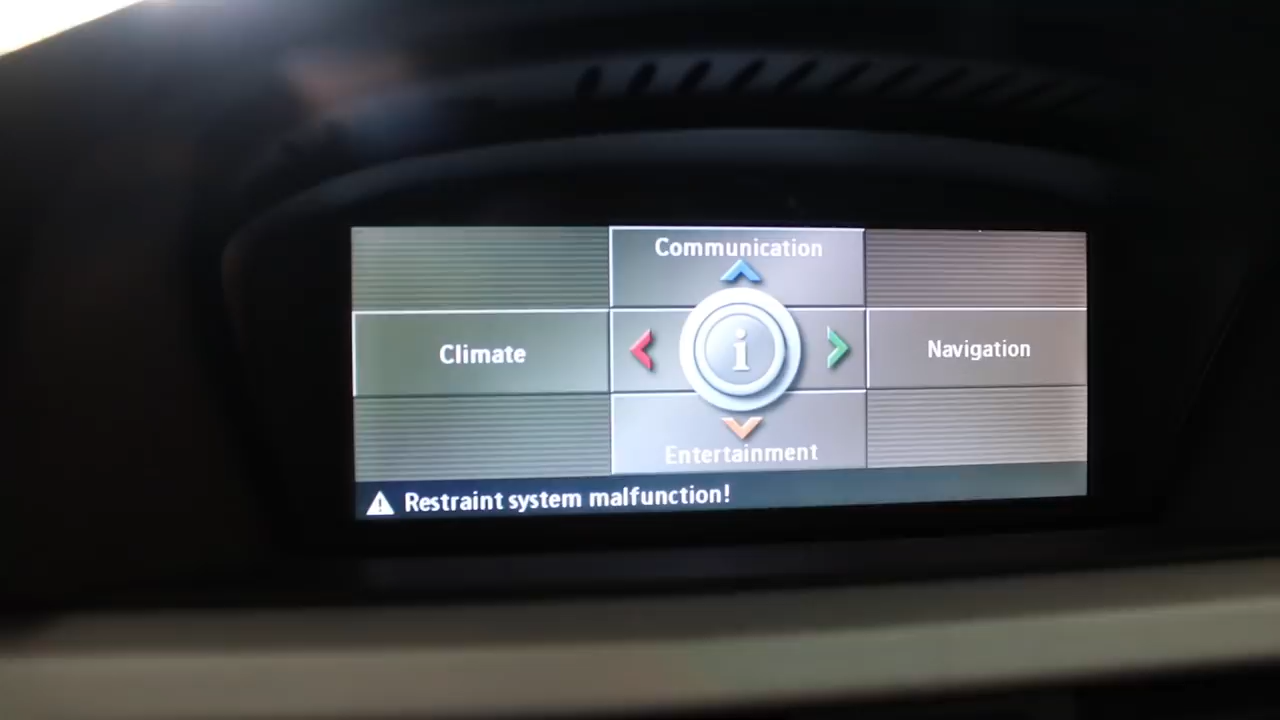 Communication
Climate
i
Navigation
Entertainment
Restraint system malfunction!